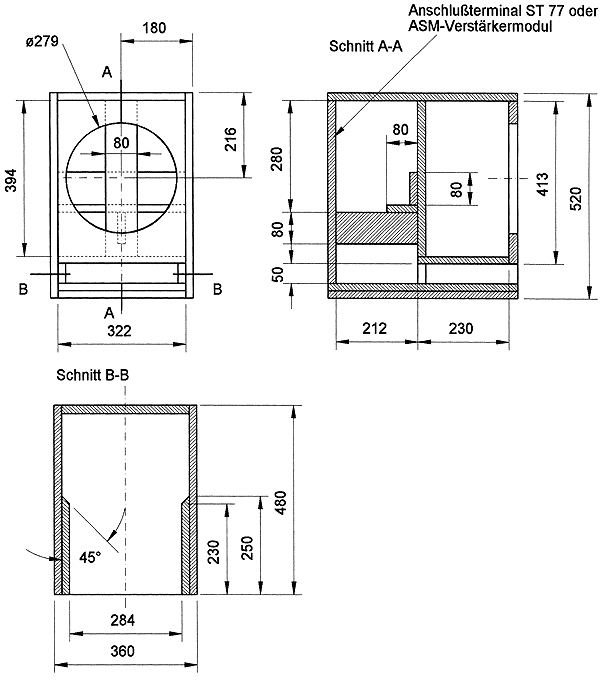 Anschlußterminal ST 77 oder
ASM-Verstärkermodul
180
Schnitt A-A
ø279
A
80
216
394
B
B
A
322
280
80
80
80
50
413
520
212
230
Schnitt B-B
45°
230
250
480
284
360